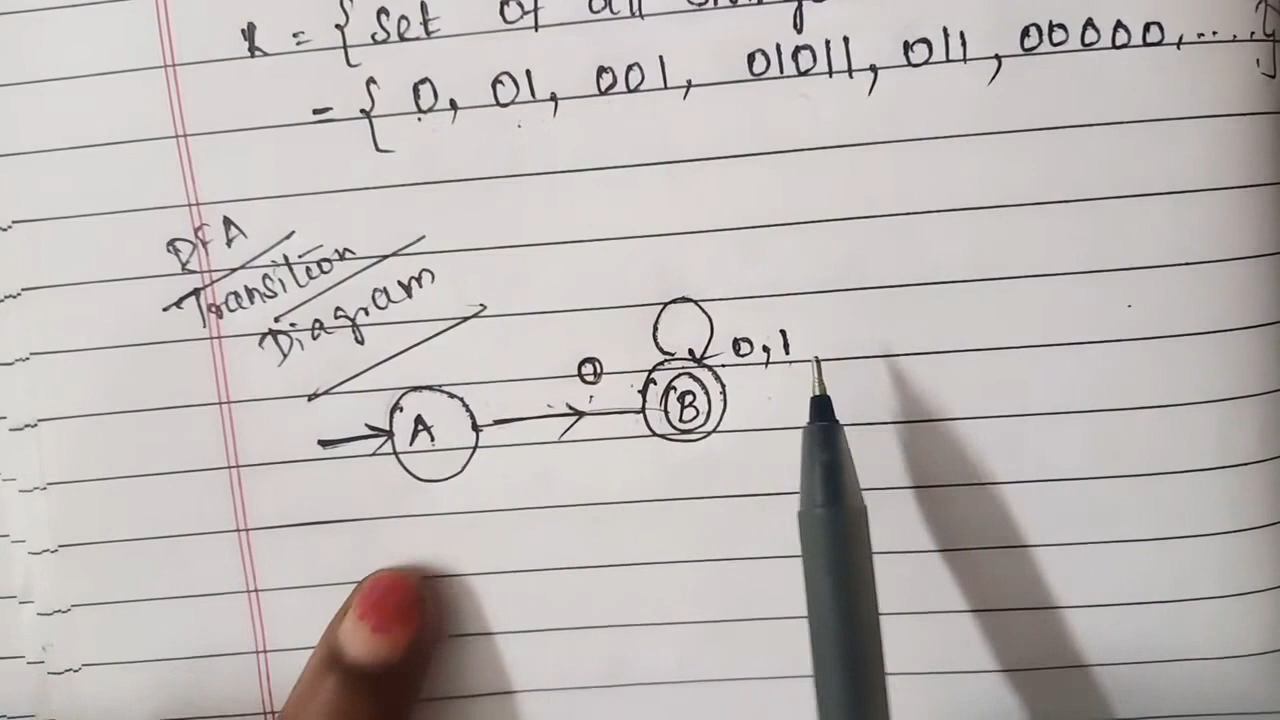 = { Set of all
= { 0, 01, 001, 01011, 011, 00000, ....}
DFA
Transition
Diagram
0
0,1
A
B